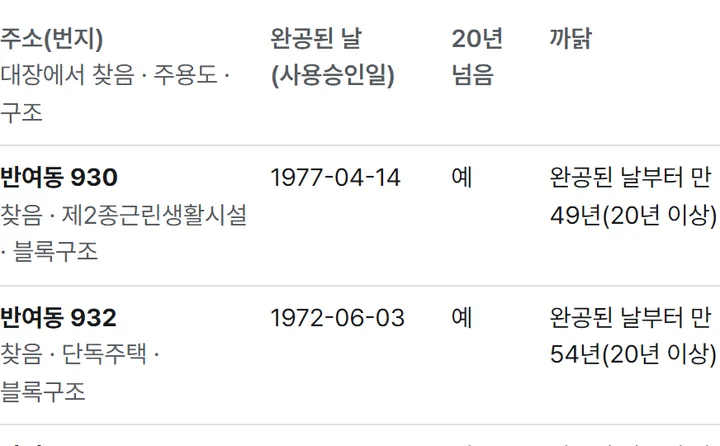 주소(번지)
대장에서 찾음 · 주용도 ·
구조
완공된 날
(사용승인일)
20년
넘음
까닭
반여동 930
찾음 · 제2종근린생활시설
· 블록구조
1977-04-14
예
완공된 날부터 만
49년(20년 이상)
반여동 932
찾음 · 단독주택 ·
블록구조
1972-06-03
예
완공된 날부터 만
54년(20년 이상)